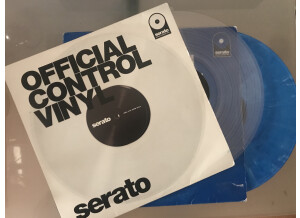 OFFICIAL
CONTROL
VINYL
serato
serato
serato